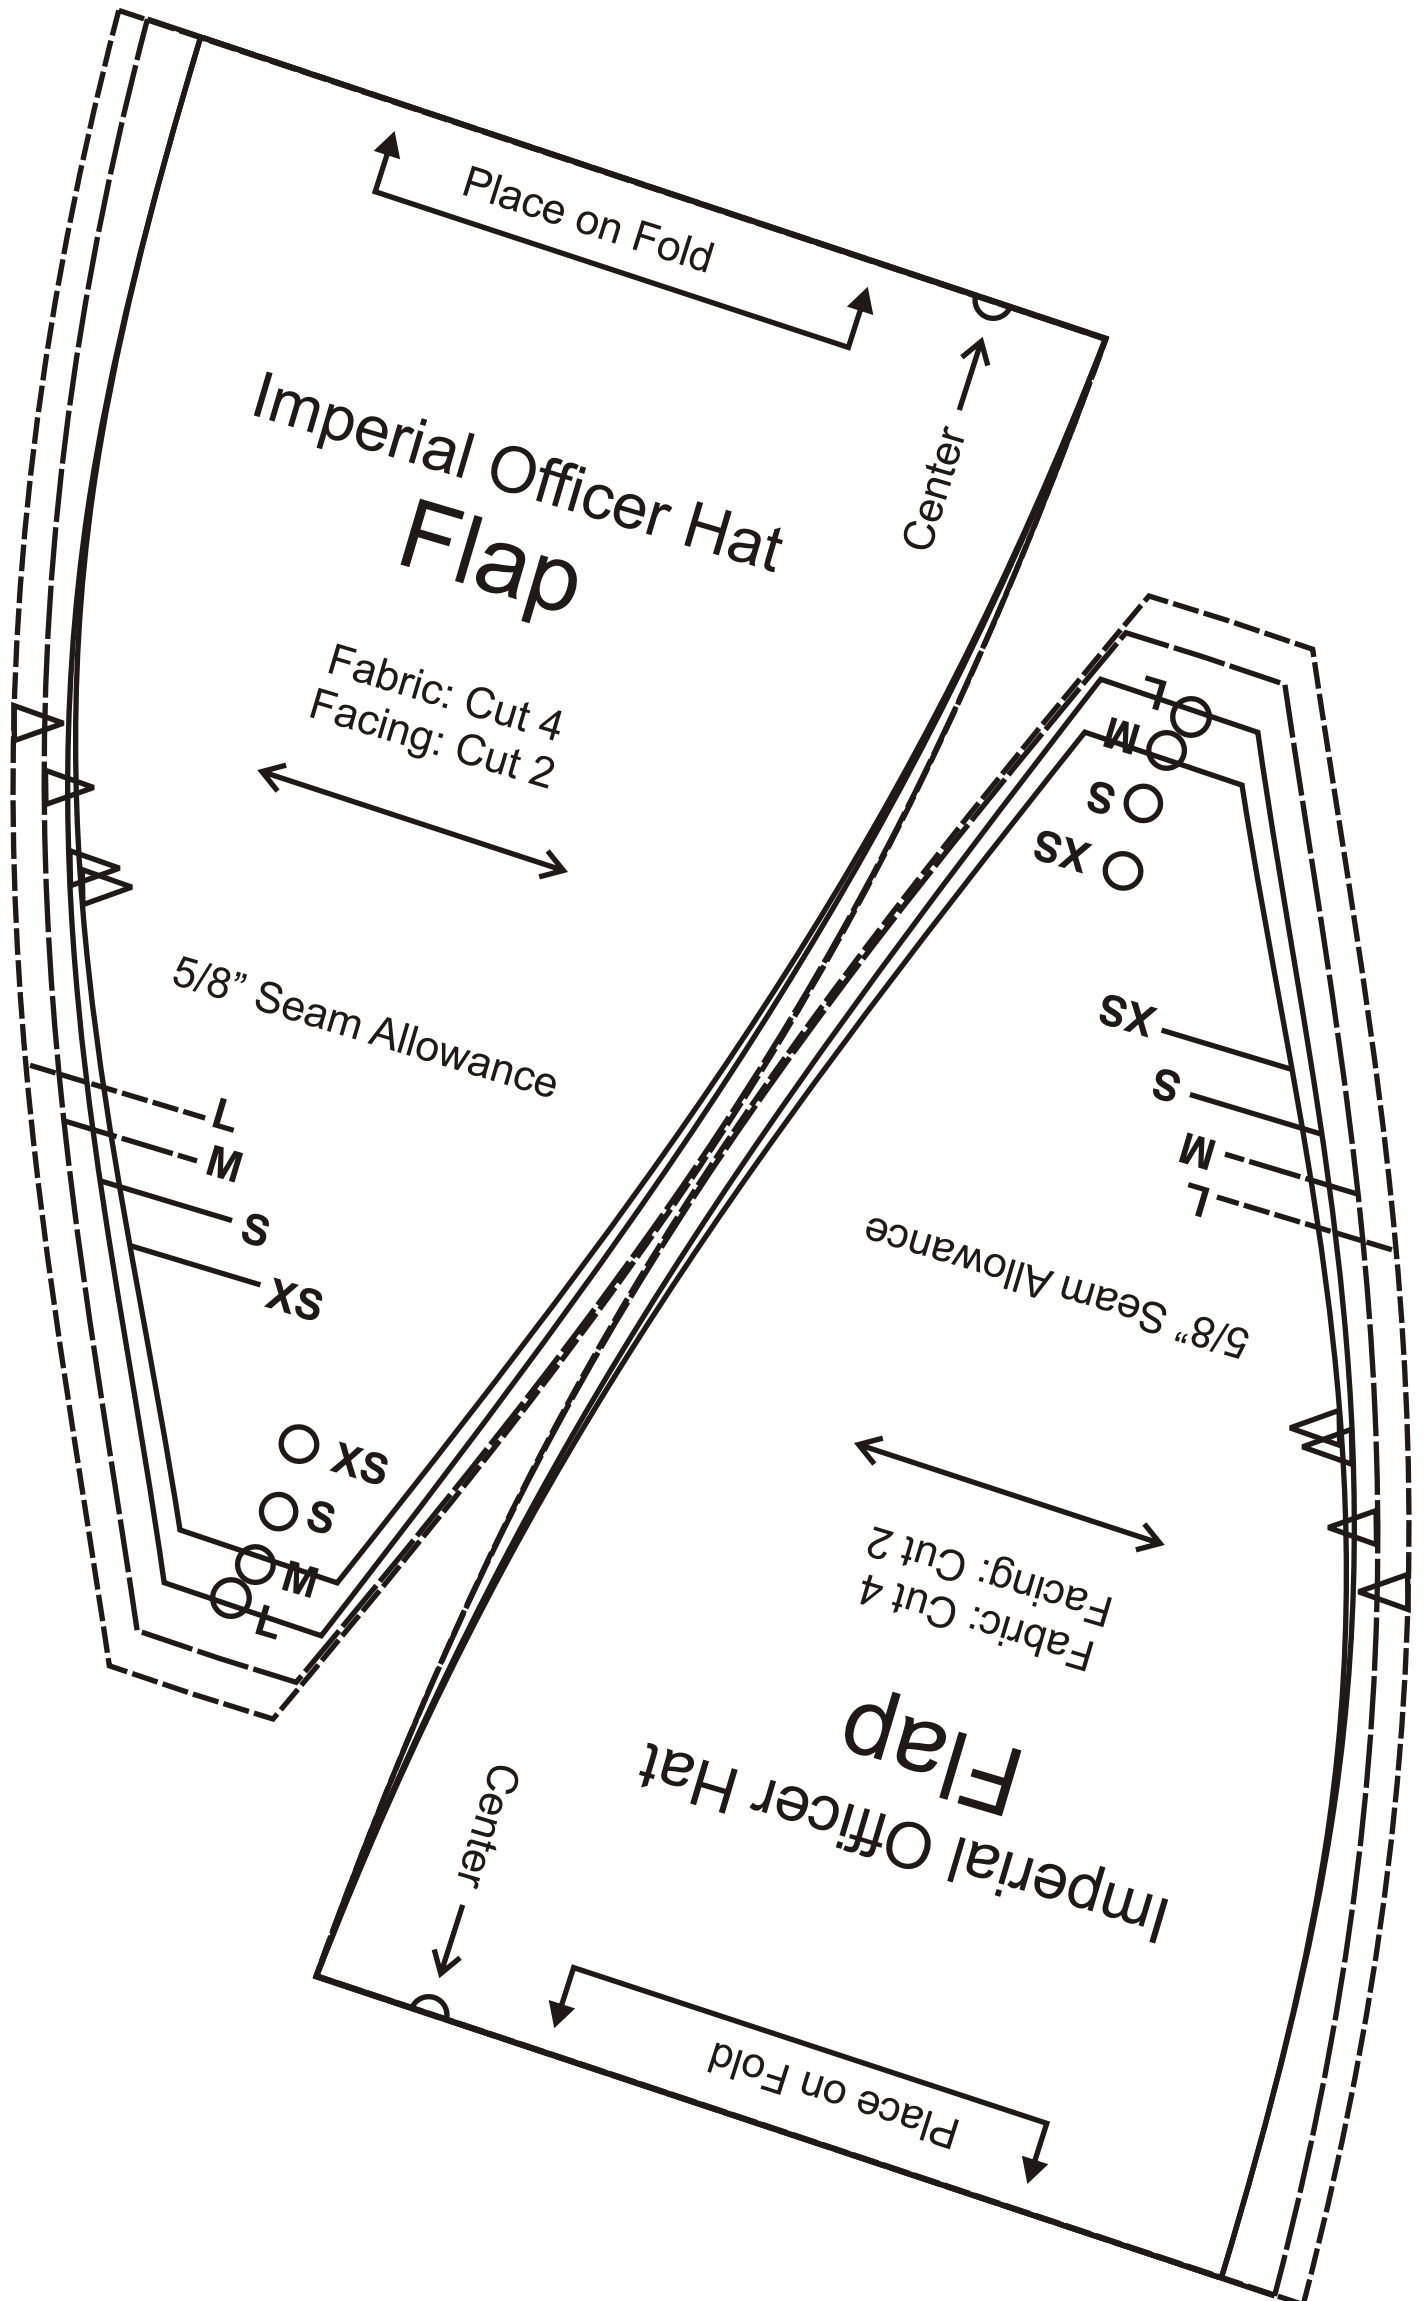 Place on Fold
Center
Imperial Officer Hat
Flap
Fabric: Cut 4
Facing: Cut 2
5/8” Seam Allowance
L
M
S
XS
XS
S
M
L
L
M
S
XS
XS
S
M
L
5/8” Seam Allowance
Facing: Cut 2
Fabric: Cut 4
Flap
Imperial Officer Hat
Center
Place on Fold